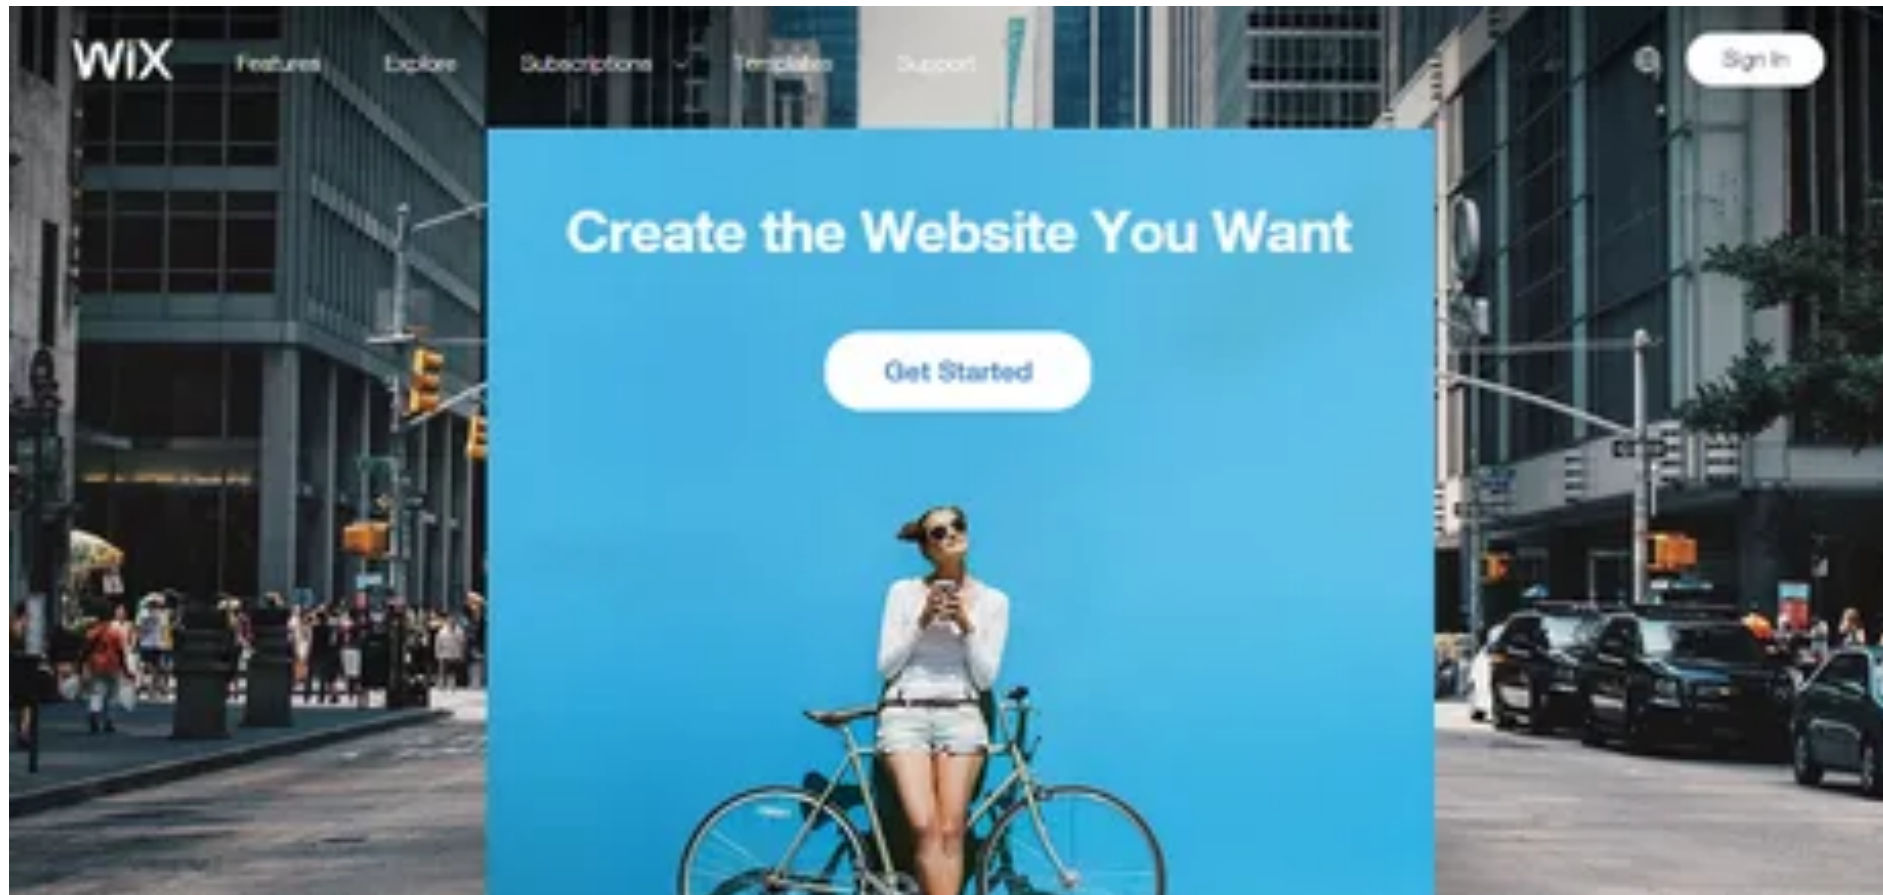 WiX Features Explore Subscriptions Templates Support Sign In
Create the Website You Want
Get Started